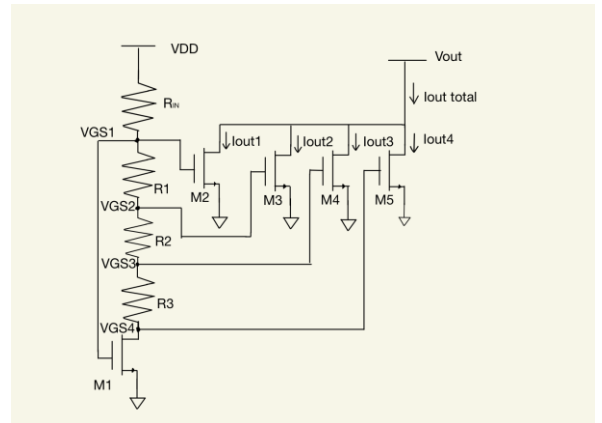 VDD
Vout
Iout total
RIN
VGS1
Iout1
Iout2
Iout3
Iout4
R1
M2
M3
M4
M5
VGS2
R2
VGS3
R3
VGS4
M1